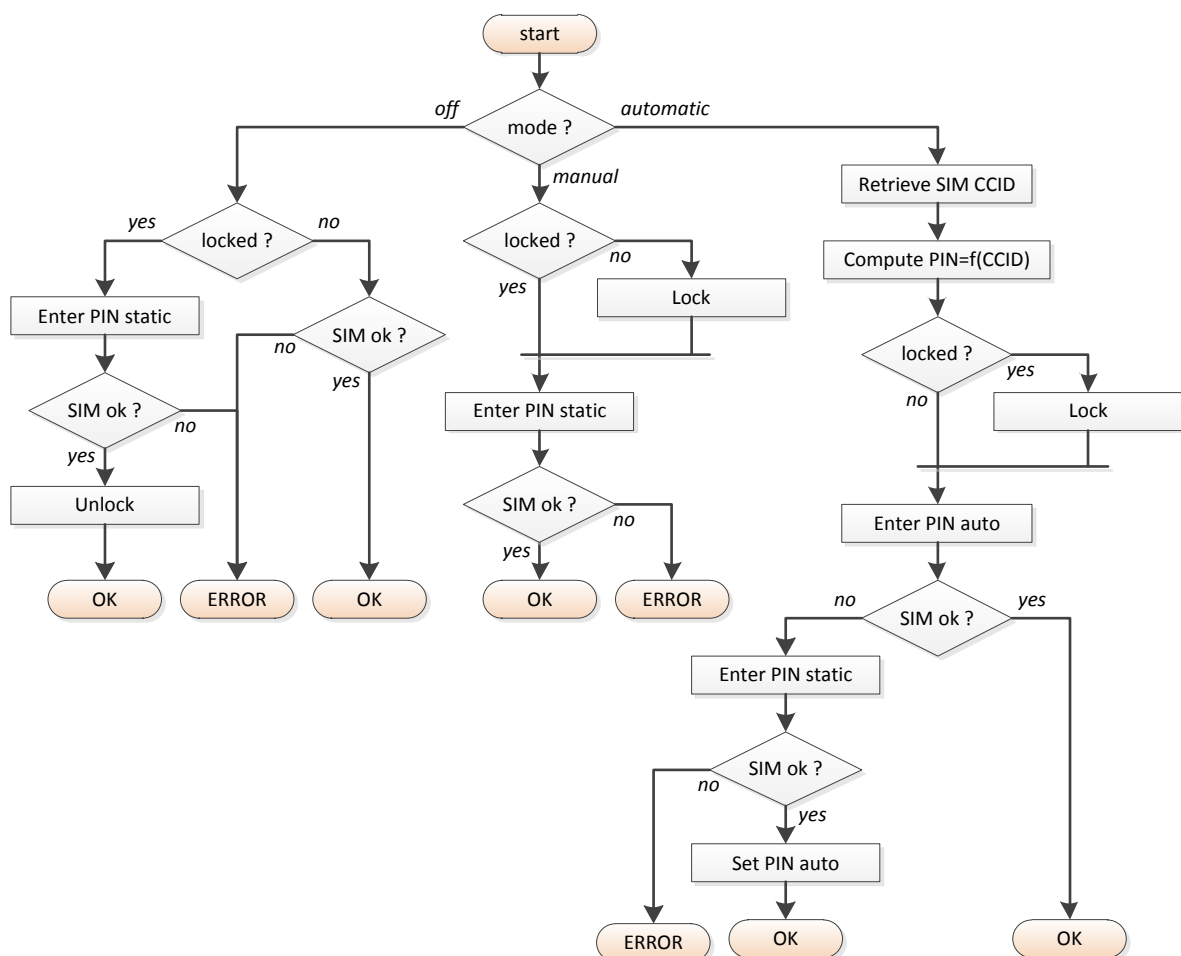 start
mode ?
off
automatic
manual
locked ?
yes
no
Enter PIN static
SIM ok ?
yes
no
Unlock
OK
ERROR
SIM ok ?
no
yes
OK
locked ?
no
yes
Lock
Enter PIN static
SIM ok ?
no
yes
OK
ERROR
Retrieve SIM CCID
Compute PIN=f(CCID)
locked ?
yes
no
Lock
Enter PIN auto
SIM ok ?
no
yes
Enter PIN static
SIM ok ?
no
yes
Set PIN auto
ERROR
OK
OK